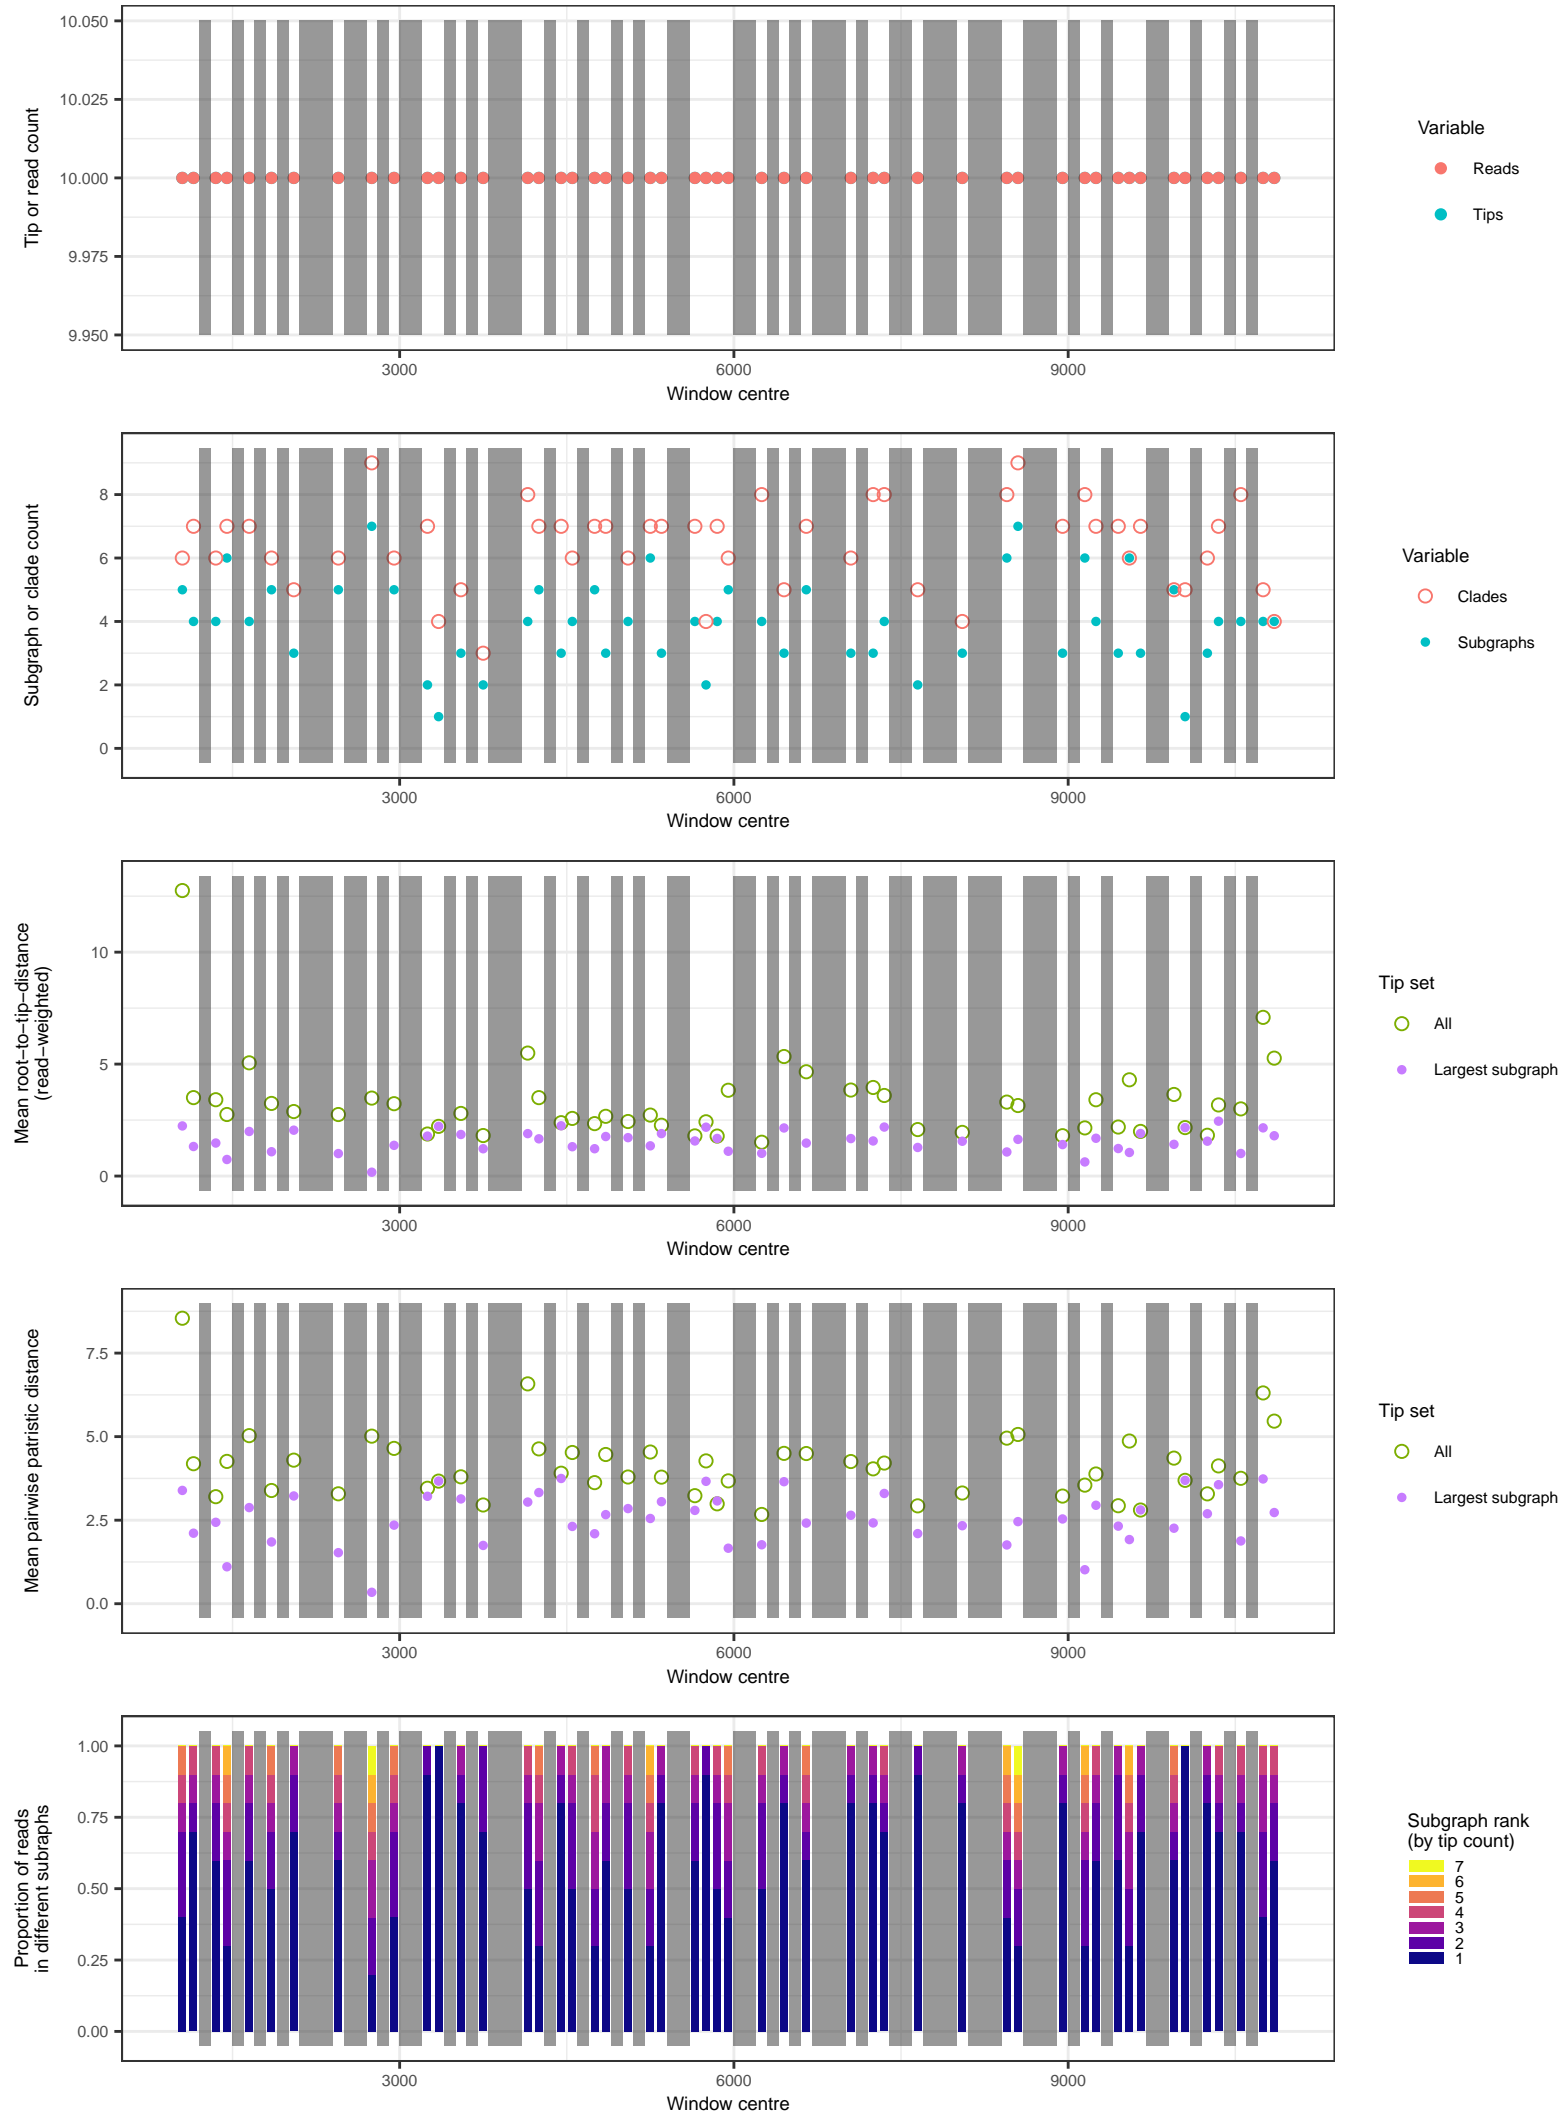 10.050
10.025
10.000
9.975
9.950
Tip or read count
3000 6000 9000
Window centre
Variable
Reads
Tips
8
6
4
2
0
Subgraph or clade count
3000 6000 9000
Window centre
Variable
Clades
Subgraphs
10
5
0
Mean root−to−tip−distance
(read−weighted)
3000 6000 9000
Window centre
Tip set
All
Largest subgraph
7.5
5.0
2.5
0.0
Mean pairwise patristic distance
3000 6000 9000
Window centre
Tip set
All
Largest subgraph
1.00
0.75
0.50
0.25
0.00
Proportion of reads
in different subraphs
3000 6000 9000
Window centre
Subgraph rank
(by tip count)
7
6
5
4
3
2
1